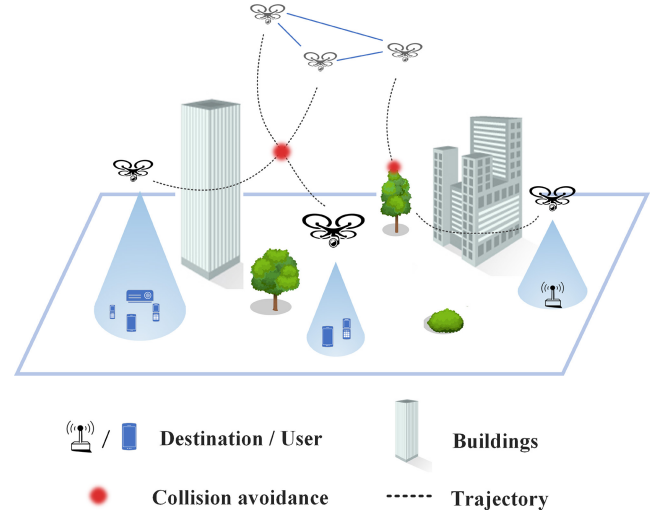 / Destination / User
Buildings
Collision avoidance
Trajectory